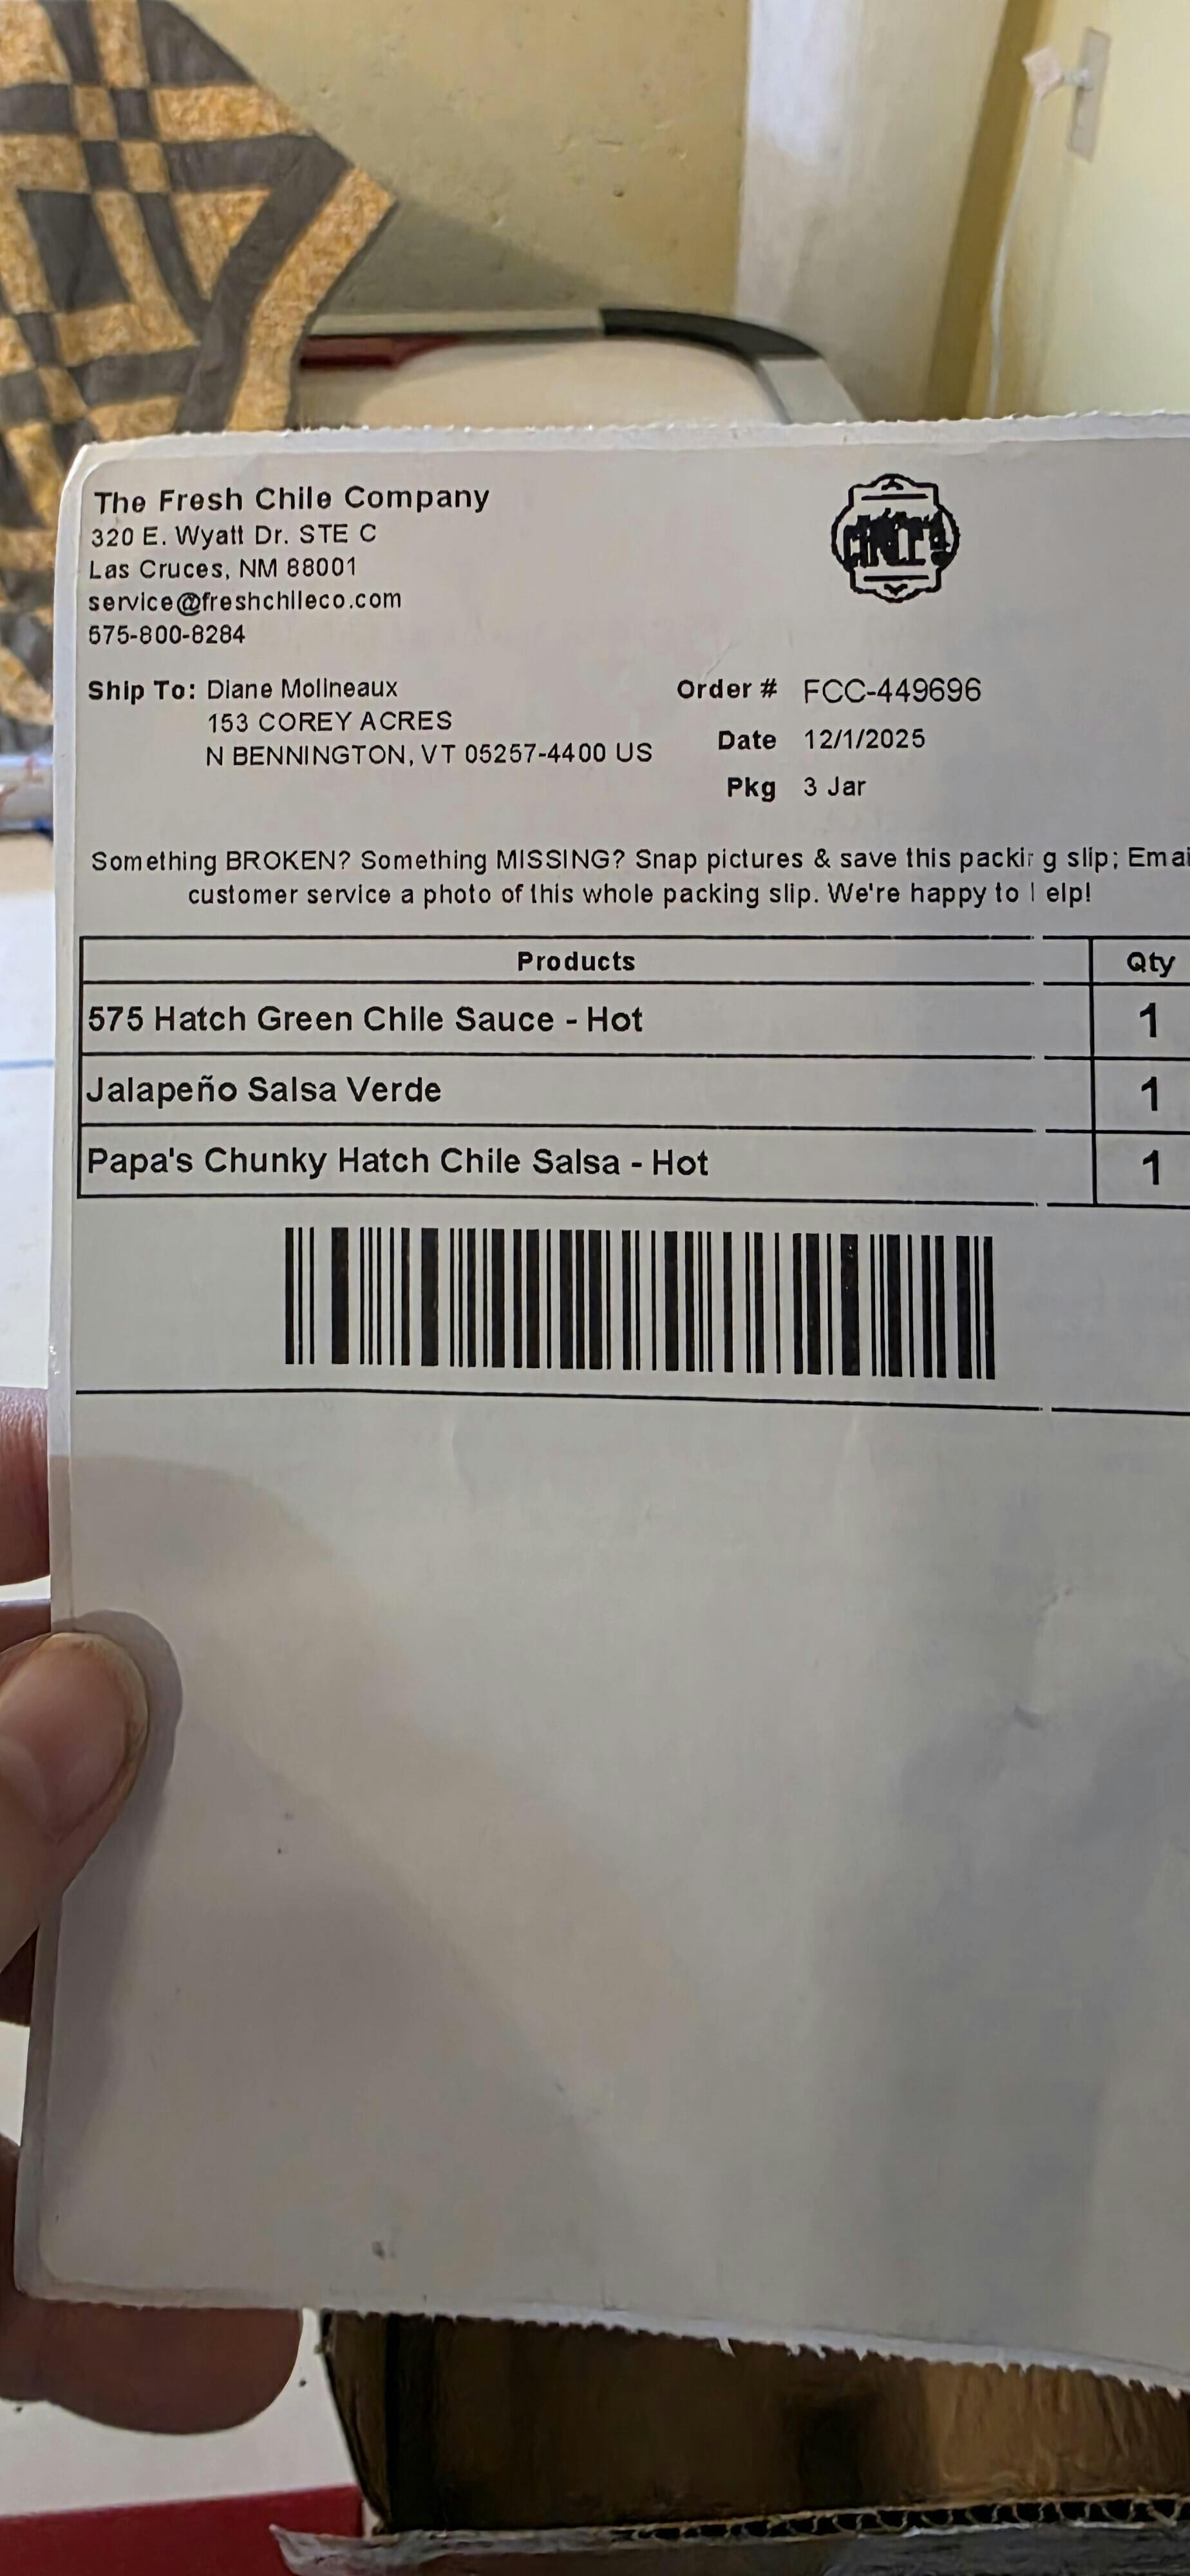 The Fresh Chile Company
320 E. Wyatt Dr. STE C
Las Cruces, NM 88001
service@freshchileco.com
575-800-8284
Ship To: Diane Molineaux
153 COREY ACRES
N BENNINGTON, VT 05257-4400 US
Order # FCC-449696
Date 12/1/2025
Pkg 3 Jar
Something BROKEN? Something MISSING? Snap pictures & save this packing slip; Emai
customer service a photo of this whole packing slip. We're happy to help!
Products Qty
575 Hatch Green Chile Sauce - Hot 1
Jalapeño Salsa Verde 1
Papa's Chunky Hatch Chile Salsa - Hot 1